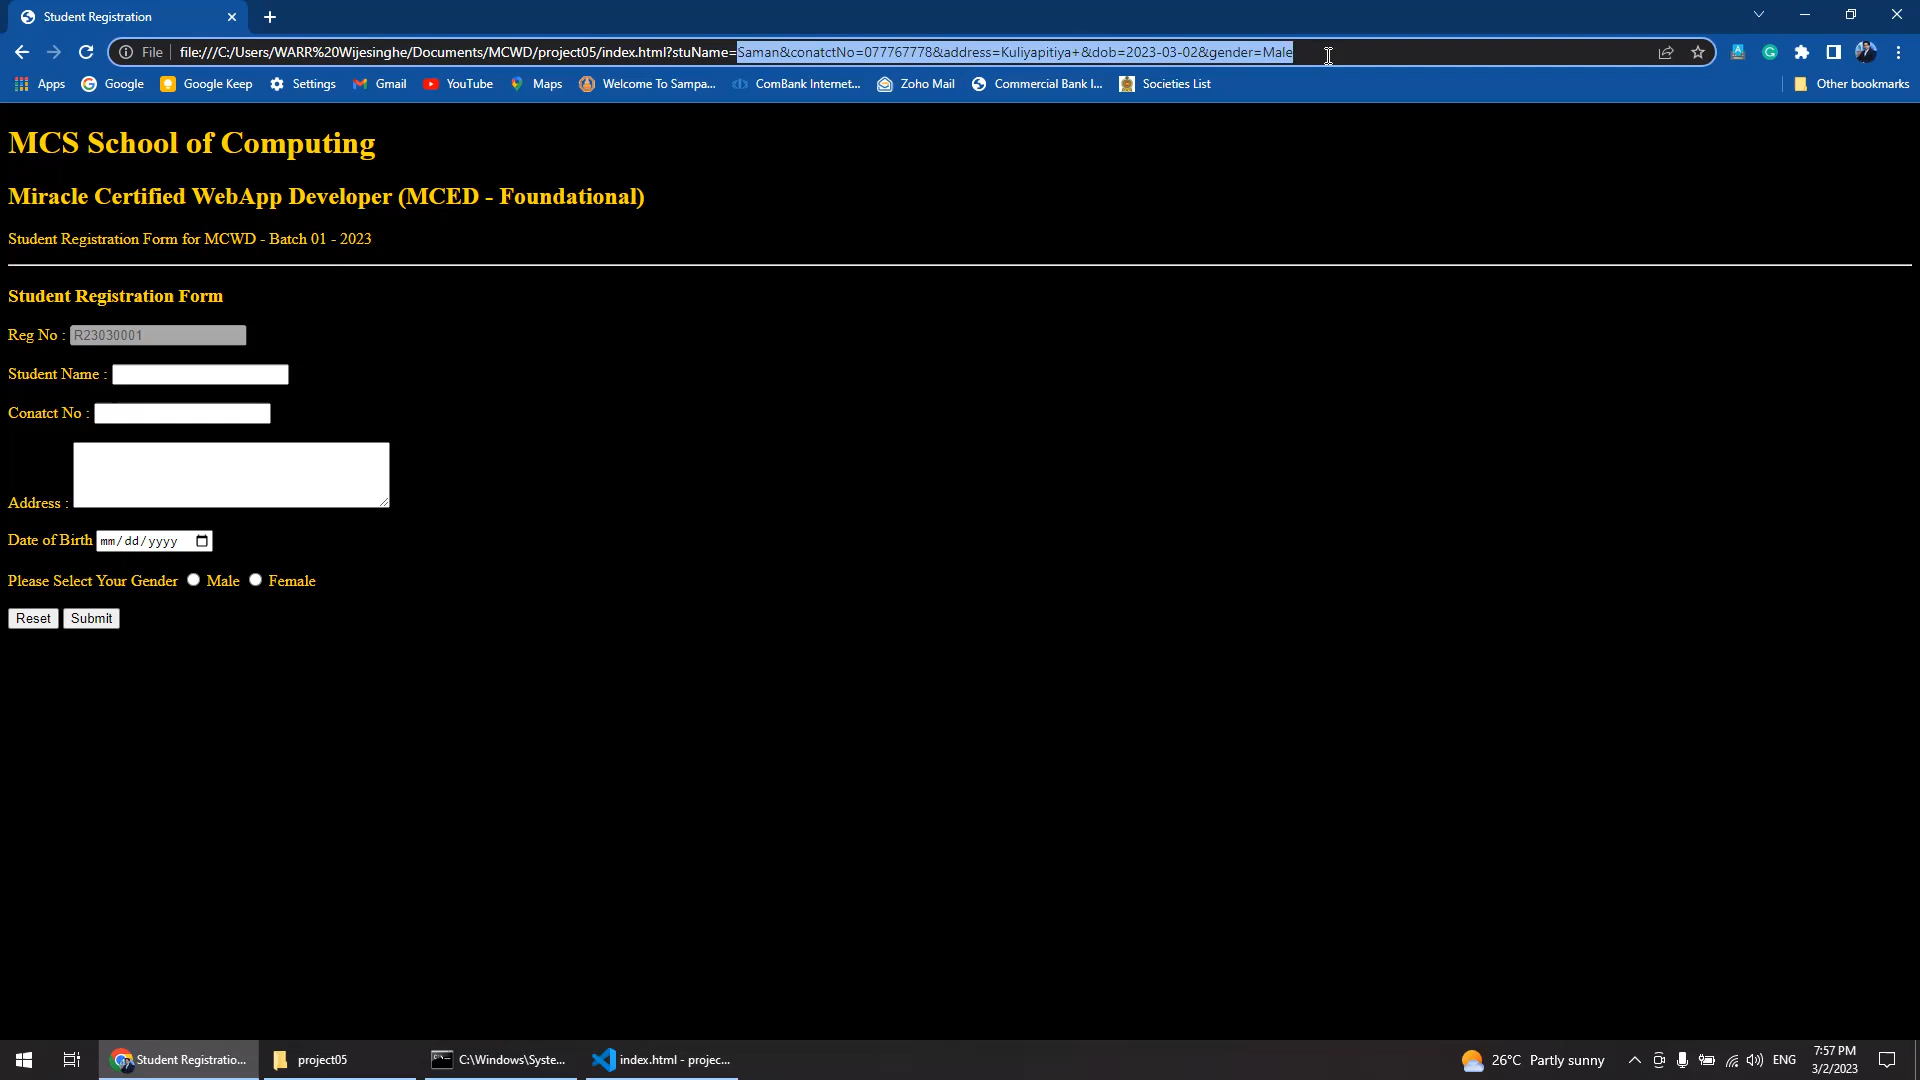 Student Registration
File file:///C:/Users/WARR%20Wijesinghe/Documents/MCWD/project05/index.html?stuName=Saman&conatctNo=077767778&address=Kuliyapitiya+&dob=2023-03-02&gender=Male
Apps Google Google Keep Settings Gmail YouTube Maps Welcome To Sampa... ComBank Internet... Zoho Mail Commercial Bank I... Societies List Other bookmarks
MCS School of Computing
Miracle Certified WebApp Developer (MCED - Foundational)
Student Registration Form for MCWD - Batch 01 - 2023
Student Registration Form
Reg No : R23030001
Student Name :
Conatct No :
Address :
Date of Birth mm/dd/yyyy
Please Select Your Gender Male Female
Reset Submit
Student Registratio... project05 C:\Windows\Syste... index.html - projec... 26°C Partly sunny ENG 7:57 PM
3/2/2023